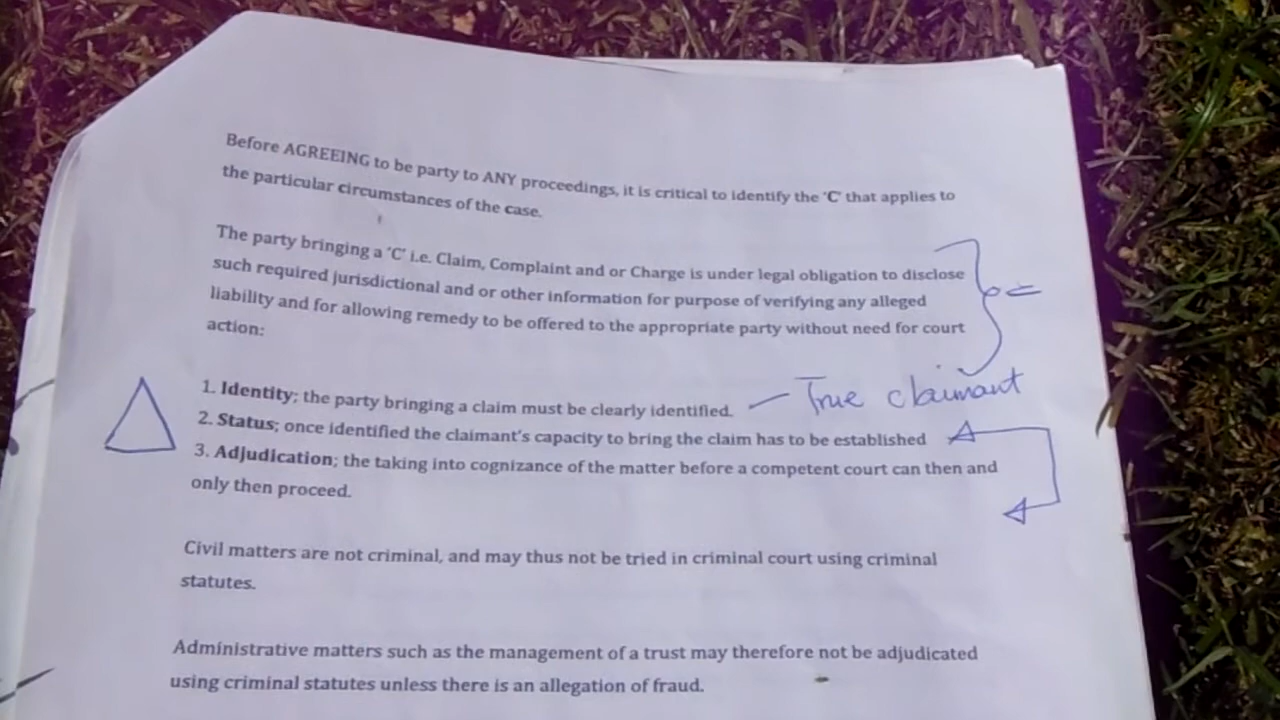 Before AGREEING to be party to ANY proceedings, it is critical to identify the 'C' that applies to
the particular circumstances of the case.
The party bringing a 'C' i.e. Claim, Complaint and or Charge is under legal obligation to disclose
such required jurisdictional and or other information for purpose of verifying any alleged
liability and for allowing remedy to be offered to the appropriate party without need for court
action:
1. Identity; the party bringing a claim must be clearly identified. — True claimant
2. Status; once identified the claimant's capacity to bring the claim has to be established
3. Adjudication; the taking into cognizance of the matter before a competent court can then and
only then proceed.
Civil matters are not criminal, and may thus not be tried in criminal court using criminal
statutes.
Administrative matters such as the management of a trust may therefore not be adjudicated
using criminal statutes unless there is an allegation of fraud.